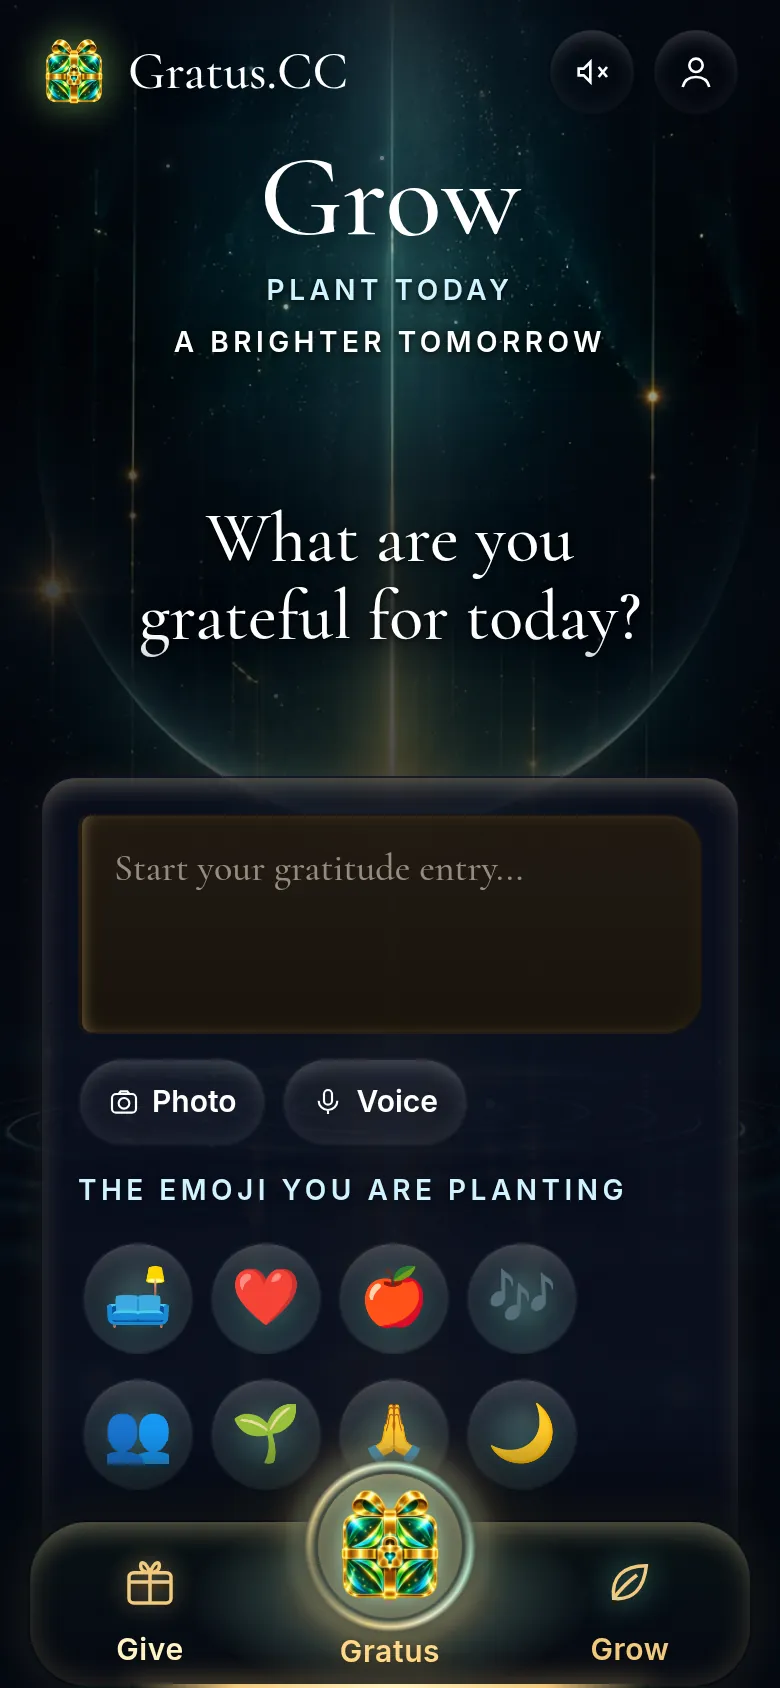 Gratus.CC
Grow
PLANT TODAY
A BRIGHTER TOMORROW
What are you
grateful for today?
Start your gratitude entry...
Photo
Voice
THE EMOJI YOU ARE PLANTING
Give
Gratus
Grow